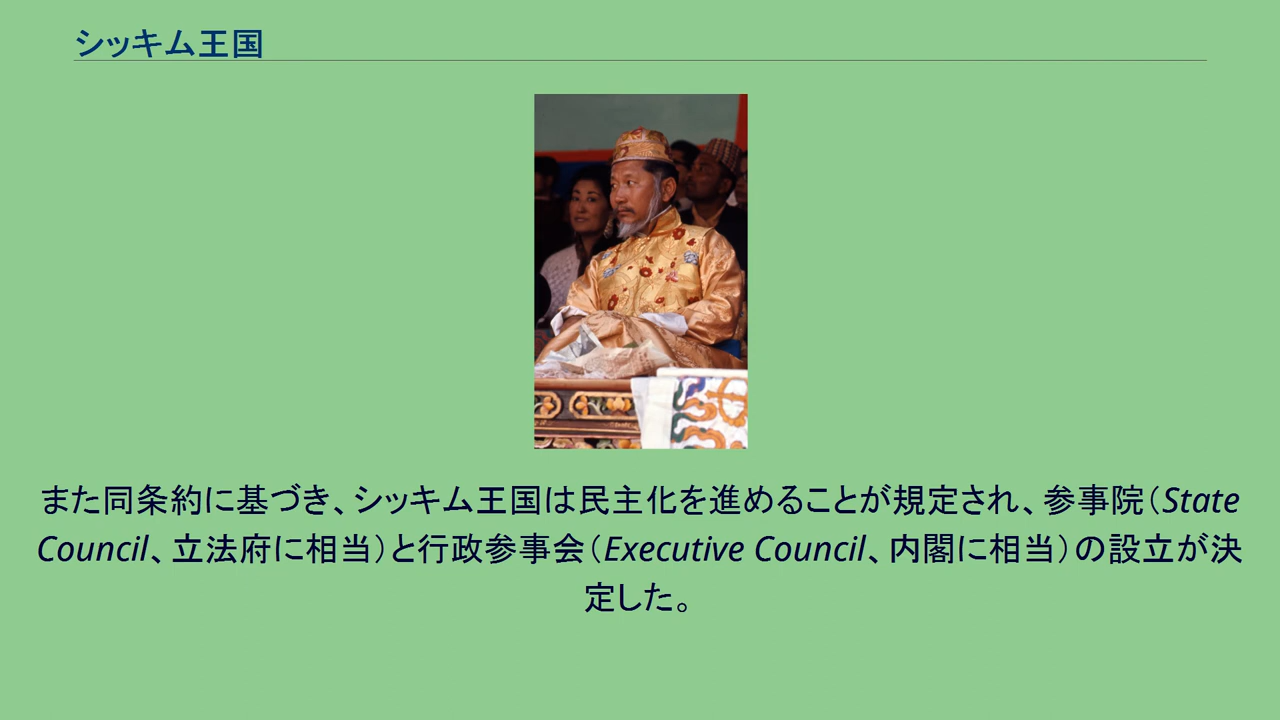 シッキム王国
また同条約に基づき、シッキム王国は民主化を進めることが規定され、参事院（State
Council、立法府に相当）と行政参事会（Executive Council、内閣に相当）の設立が決
定した。